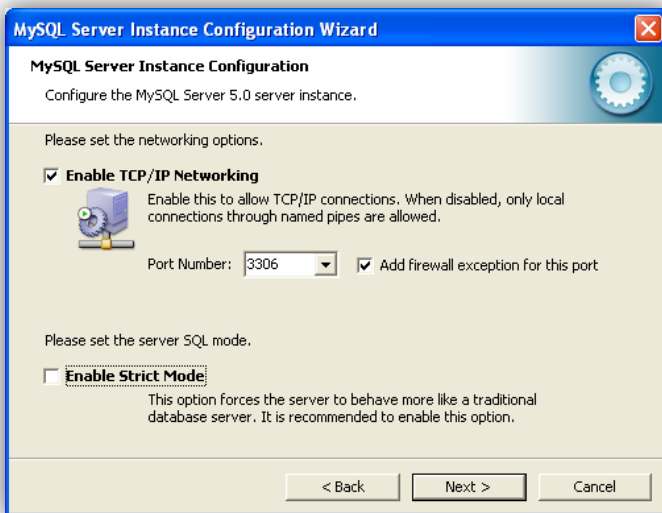 MySQL Server Instance Configuration Wizard
MySQL Server Instance Configuration
Configure the MySQL Server 5.0 server instance.
Please set the networking options.
Enable TCP/IP Networking
Enable this to allow TCP/IP connections. When disabled, only local
connections through named pipes are allowed.
Port Number: 3306 Add firewall exception for this port
Please set the server SQL mode.
Enable Strict Mode
This option forces the server to behave more like a traditional
database server. It is recommended to enable this option.
< Back Next > Cancel